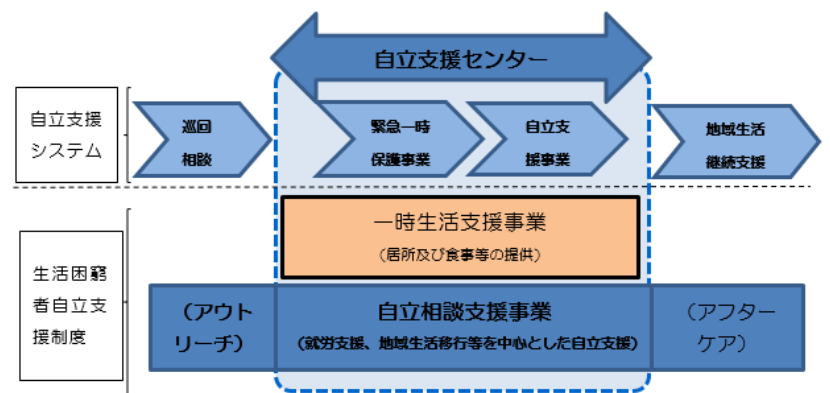 自立支援センター
自立支援
システム
巡回
相談
緊急一時
保護事業
自立支
援事業
地域生活
継続支援
一時生活支援事業
(居所及び食事等の提供)
生活困窮
者自立支
援制度
(アウト
リーチ)
自立相談支援事業
(就労支援、地域生活移行等を中心とした自立支援)
(アフター
ケア)